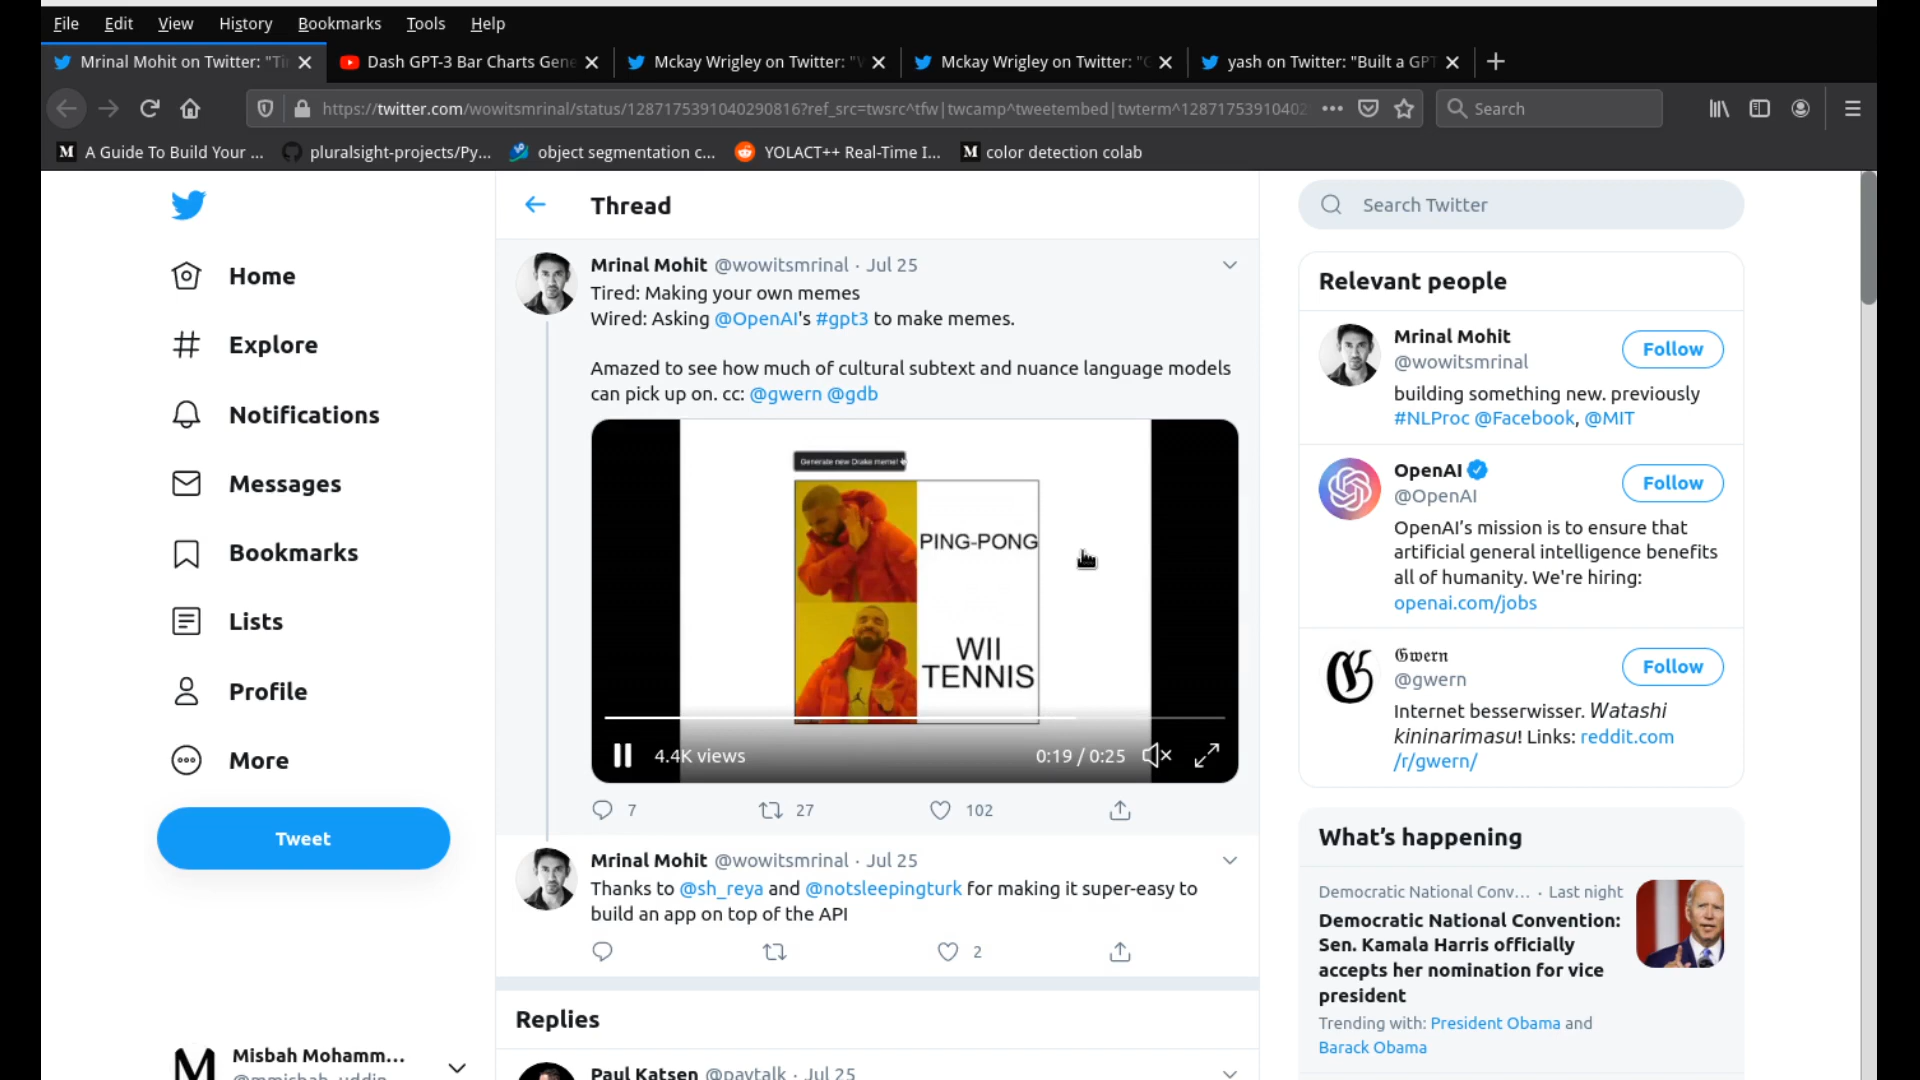 File Edit View History Bookmarks Tools Help
Mrinal Mohit on Twitter: "Ti
Dash GPT-3 Bar Charts Gene
Mckay Wrigley on Twitter: "
Mckay Wrigley on Twitter: "
yash on Twitter: "Built a GPT
https://twitter.com/wowitsmrinal/status/1287175391040290816?ref_src=twsrc^tfw|twcamp^tweetembed|twterm^12871753910402
Search
A Guide To Build Your ...
pluralsight-projects/Py...
object segmentation c...
YOLACT++ Real-Time I...
color detection colab
Home
Explore
Notifications
Messages
Bookmarks
Lists
Profile
More
Tweet
Misbah Mohamm...
@mmisbah_uddin
Thread
Mrinal Mohit @wowitsmrinal · Jul 25
Tired: Making your own memes
Wired: Asking @OpenAI's #gpt3 to make memes.
Amazed to see how much of cultural subtext and nuance language models
can pick up on. cc: @gwern @gdb
Generate new Drake meme!
PING-PONG
WII
TENNIS
4.4K views
0:19 / 0:25
7
27
102
Mrinal Mohit @wowitsmrinal · Jul 25
Thanks to @sh_reya and @notsleepingturk for making it super-easy to
build an app on top of the API
2
Replies
Paul Katsen @paytalk · Jul 25
Search Twitter
Relevant people
Mrinal Mohit
@wowitsmrinal
Follow
building something new. previously
#NLProc @Facebook, @MIT
OpenAI
@OpenAI
Follow
OpenAI's mission is to ensure that
artificial general intelligence benefits
all of humanity. We're hiring:
openai.com/jobs
Gwern
@gwern
Follow
Internet besserwisser. Watashi
kininarimasu! Links: reddit.com
/r/gwern/
What's happening
Democratic National Conv... · Last night
Democratic National Convention:
Sen. Kamala Harris officially
accepts her nomination for vice
president
Trending with: President Obama and
Barack Obama